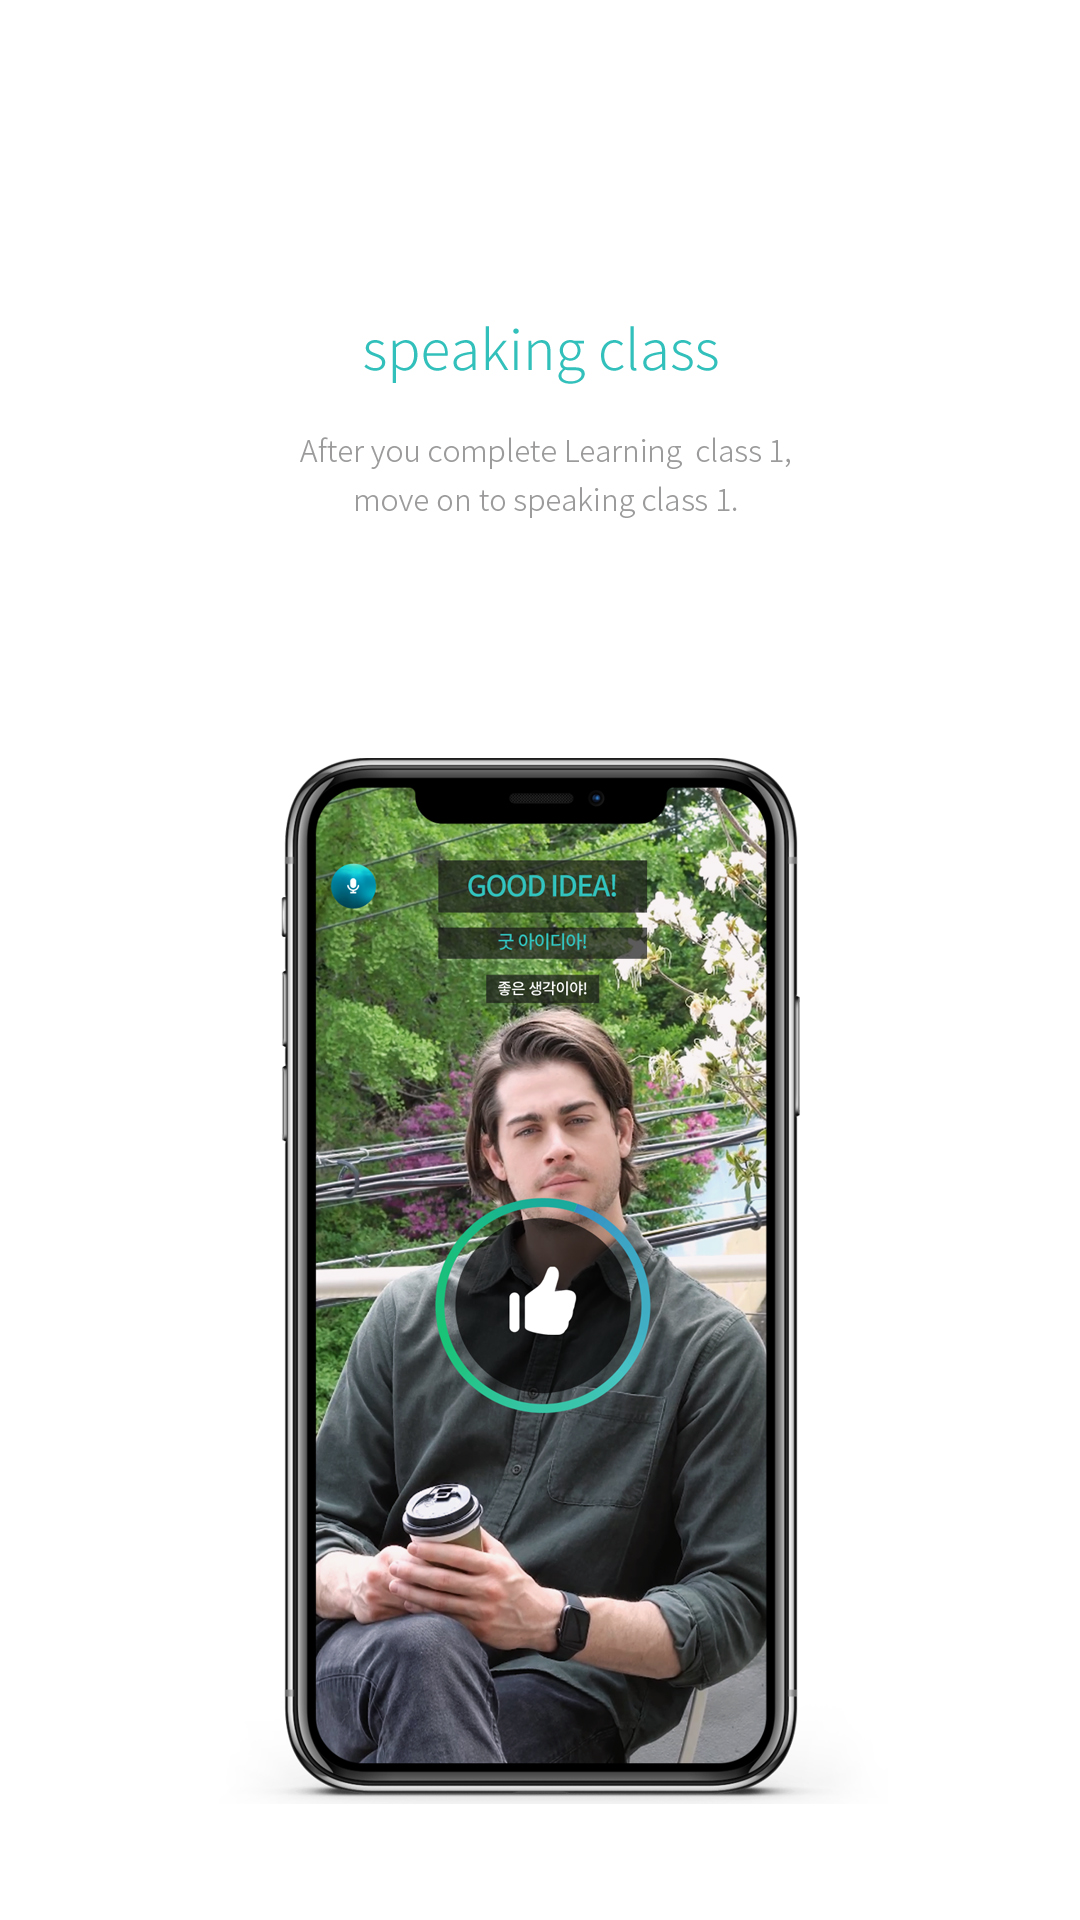 speaking class
After you complete Learning class 1,
move on to speaking class 1.
GOOD IDEA!
굿 아이디아!
좋은 생각이야!